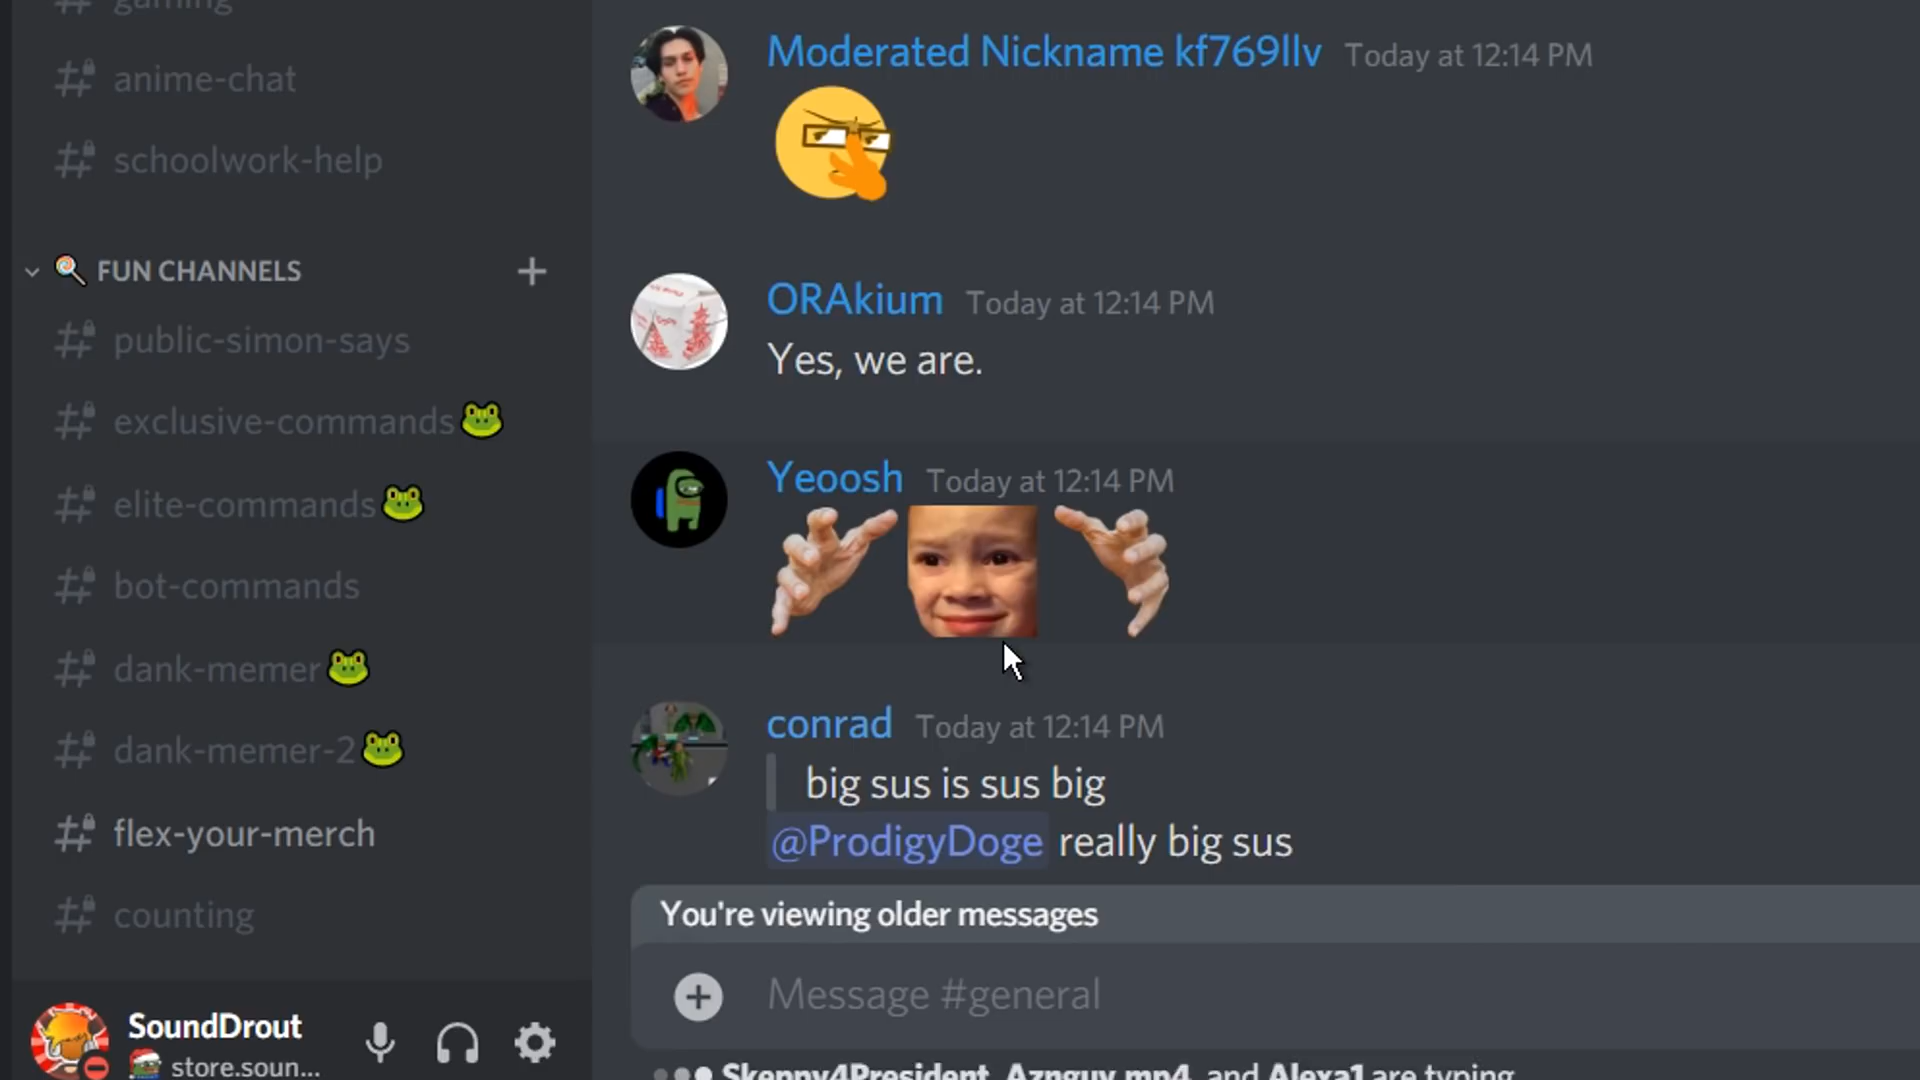 gaming
anime-chat
schoolwork-help
FUN CHANNELS
public-simon-says
exclusive-commands
elite-commands
bot-commands
dank-memer
dank-memer-2
flex-your-merch
counting
SoundDrout
store.soun...
Moderated Nickname kf769llv Today at 12:14 PM
ORAkium Today at 12:14 PM
Yes, we are.
Yeoosh Today at 12:14 PM
conrad Today at 12:14 PM
big sus is sus big
@ProdigyDoge really big sus
You're viewing older messages
Message #general
Skeppy4President, Aznguy.mp4, and Alexa1 are typing